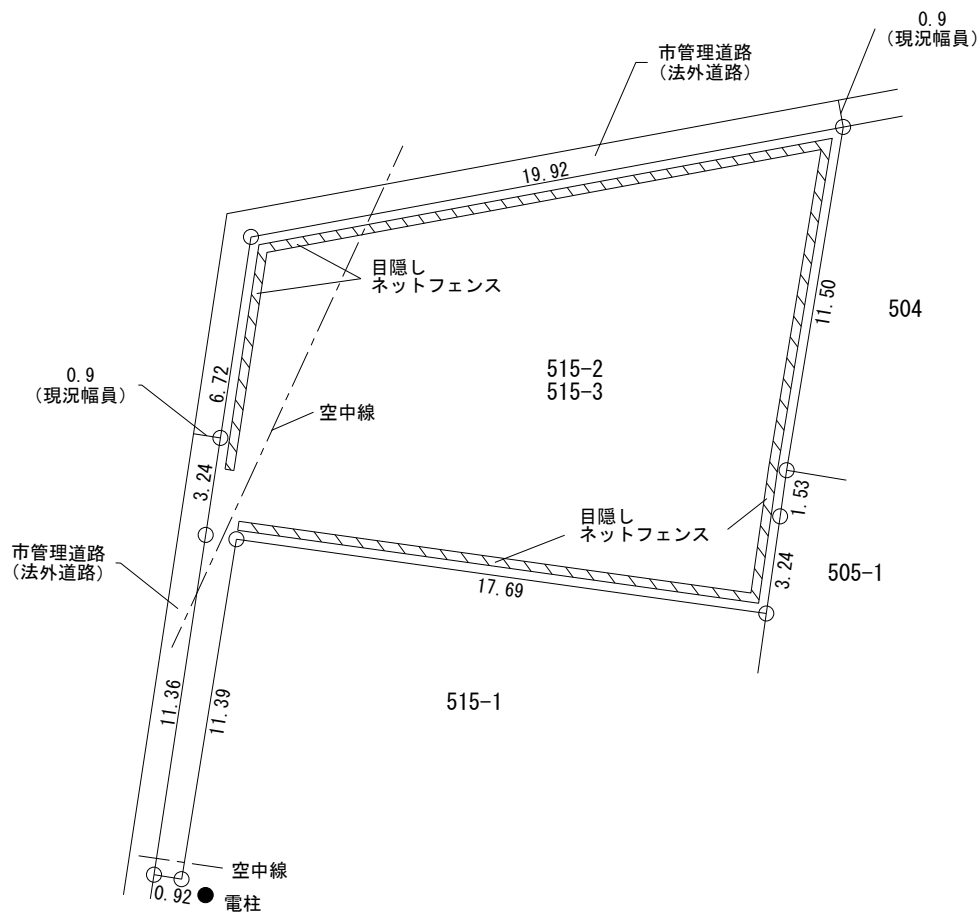 0.9
(現況幅員)
市管理道路
(法外道路)
19.92
目隠し
ネットフェンス
11.50
504
6.72
0.9
(現況幅員)
515-2
515-3
空中線
3.24
1.53
目隠し
ネットフェンス
市管理道路
(法外道路)
3.24
505-1
17.69
11.36
11.39
515-1
空中線
0.92
電柱